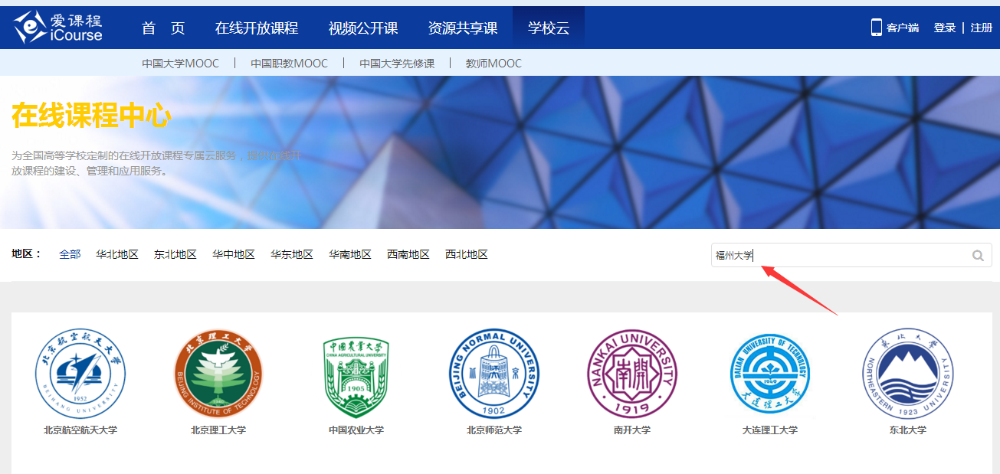 爱课程
iCourse
首 页 在线开放课程 视频公开课 资源共享课 学校云
客户端 登录 | 注册
中国大学MOOC | 中国职教MOOC | 中国大学先修课 | 教师MOOC
在线课程中心
为全国高等学校定制的在线开放课程专属云服务，提供在线开
放课程的建设、管理和应用服务。
地区： 全部 华北地区 东北地区 华中地区 华东地区 华南地区 西南地区 西北地区
福州大学
北京航空航天大学
1952
BEIHANG UNIVERSITY
北京理工大学
1940
BEIJING INSTITUTE OF TECHNOLOGY
中国农业大学
CHINA AGRICULTURAL UNIVERSITY
1905
BEIJING NORMAL UNIVERSITY
1902
NANKAI UNIVERSITY
南開
1919
DALIAN UNIVERSITY OF TECHNOLOGY
1949
大连理工大学
东北大学
NORTHEASTERN UNIVERSITY
1923
北京航空航天大学 北京理工大学 中国农业大学 北京师范大学 南开大学 大连理工大学 东北大学